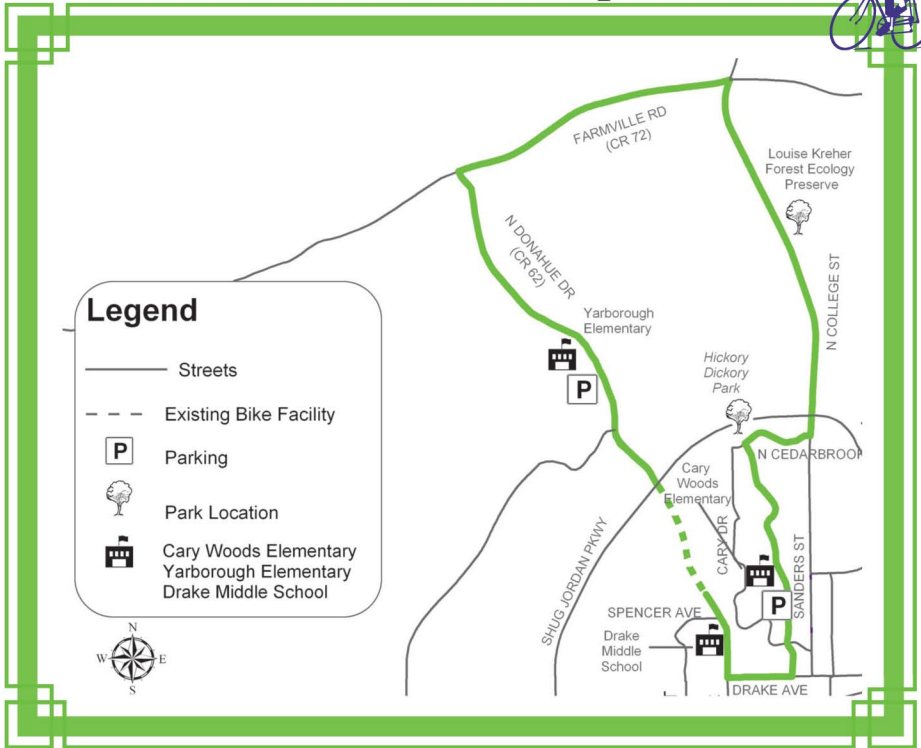 FARMVILLE RD
(CR 72)
Louise Kreher
Forest Ecology
Preserve
N DONAHUE DR
(CR 62)
N COLLEGE ST
Yarborough
Elementary
P
Hickory
Dickory
Park
N CEDARBROOK
Cary
Woods
Elementary
CARY DR
SHUG JORDAN PKWY
SANDERS ST
P
SPENCER AVE
Drake
Middle
School
DRAKE AVE
Legend
Streets
Existing Bike Facility
P
Parking
Park Location
Cary Woods Elementary
Yarborough Elementary
Drake Middle School
N
W
E
S